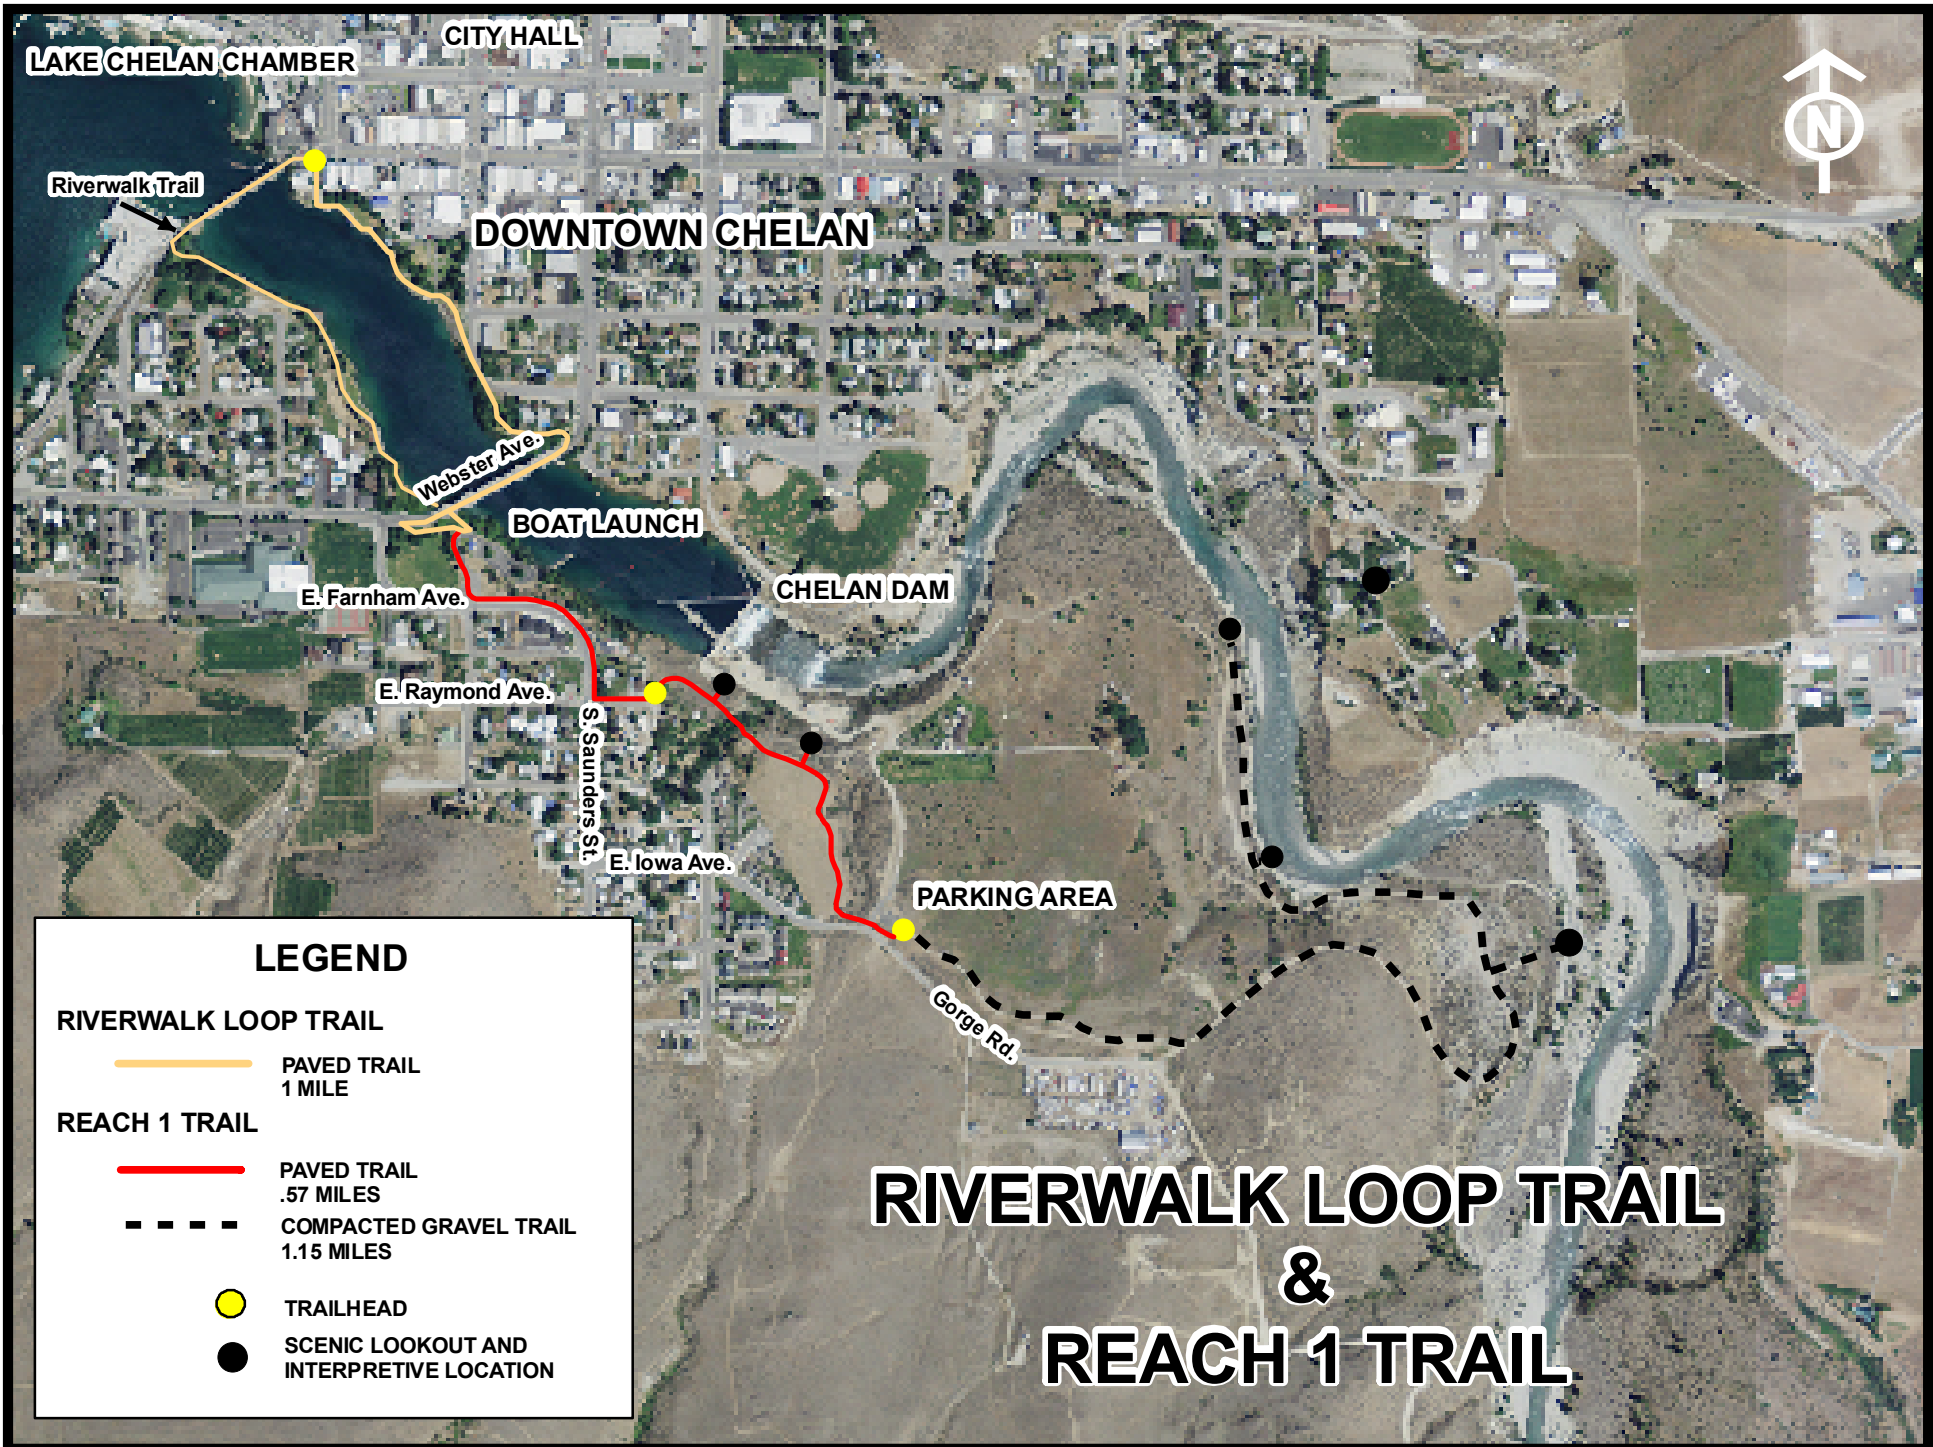 CITY HALL
LAKE CHELAN CHAMBER
N
Riverwalk Trail
DOWNTOWN CHELAN
Webster Ave.
BOAT LAUNCH
CHELAN DAM
E. Farnham Ave.
E. Raymond Ave.
S. Saunders St.
E. Iowa Ave.
PARKING AREA
Gorge Rd.
LEGEND
RIVERWALK LOOP TRAIL
PAVED TRAIL
1 MILE
REACH 1 TRAIL
PAVED TRAIL
.57 MILES
COMPACTED GRAVEL TRAIL
1.15 MILES
TRAILHEAD
SCENIC LOOKOUT AND
INTERPRETIVE LOCATION
RIVERWALK LOOP TRAIL
&
REACH 1 TRAIL